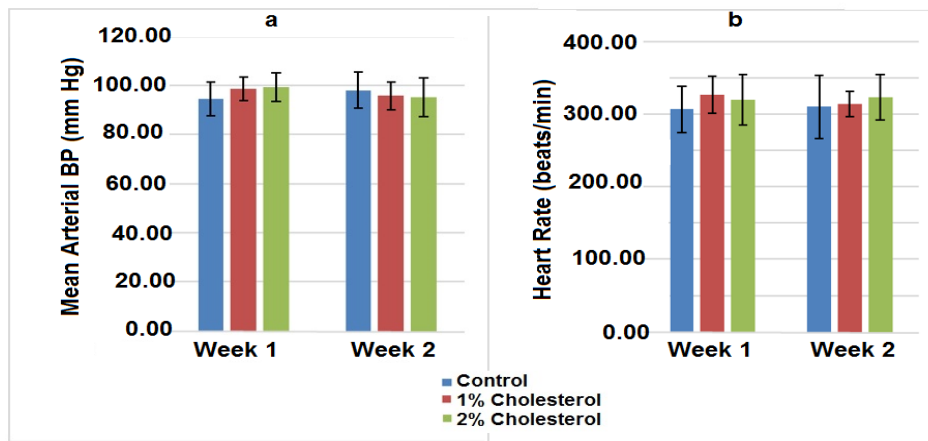 a
120.00
100.00
80.00
60.00
40.00
20.00
0.00
Mean Arterial BP (mm Hg)
Week 1
Week 2
b
400.00
300.00
200.00
100.00
0.00
Heart Rate (beats/min)
Week 1
Week 2
Control
1% Cholesterol
2% Cholesterol